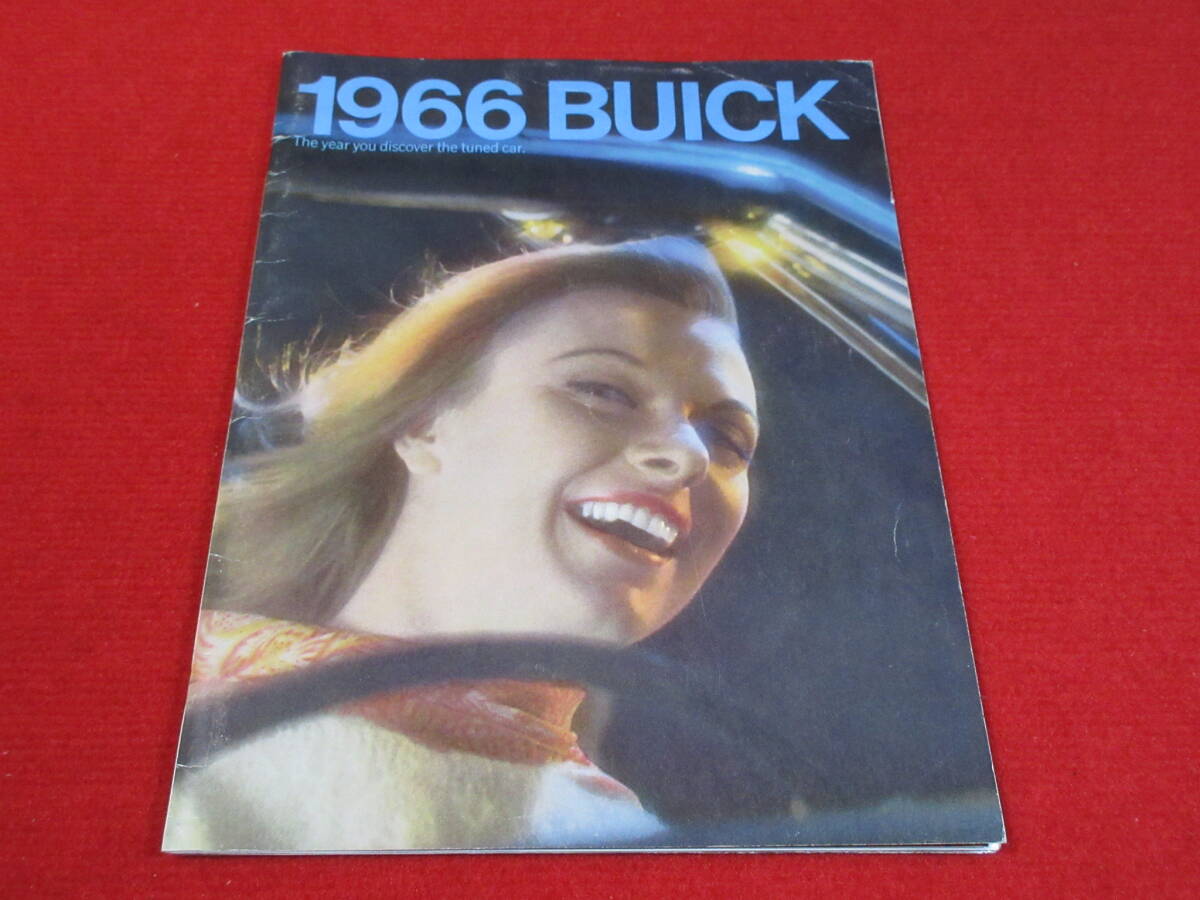 1966 BUICK
The year you discover the tuned car.